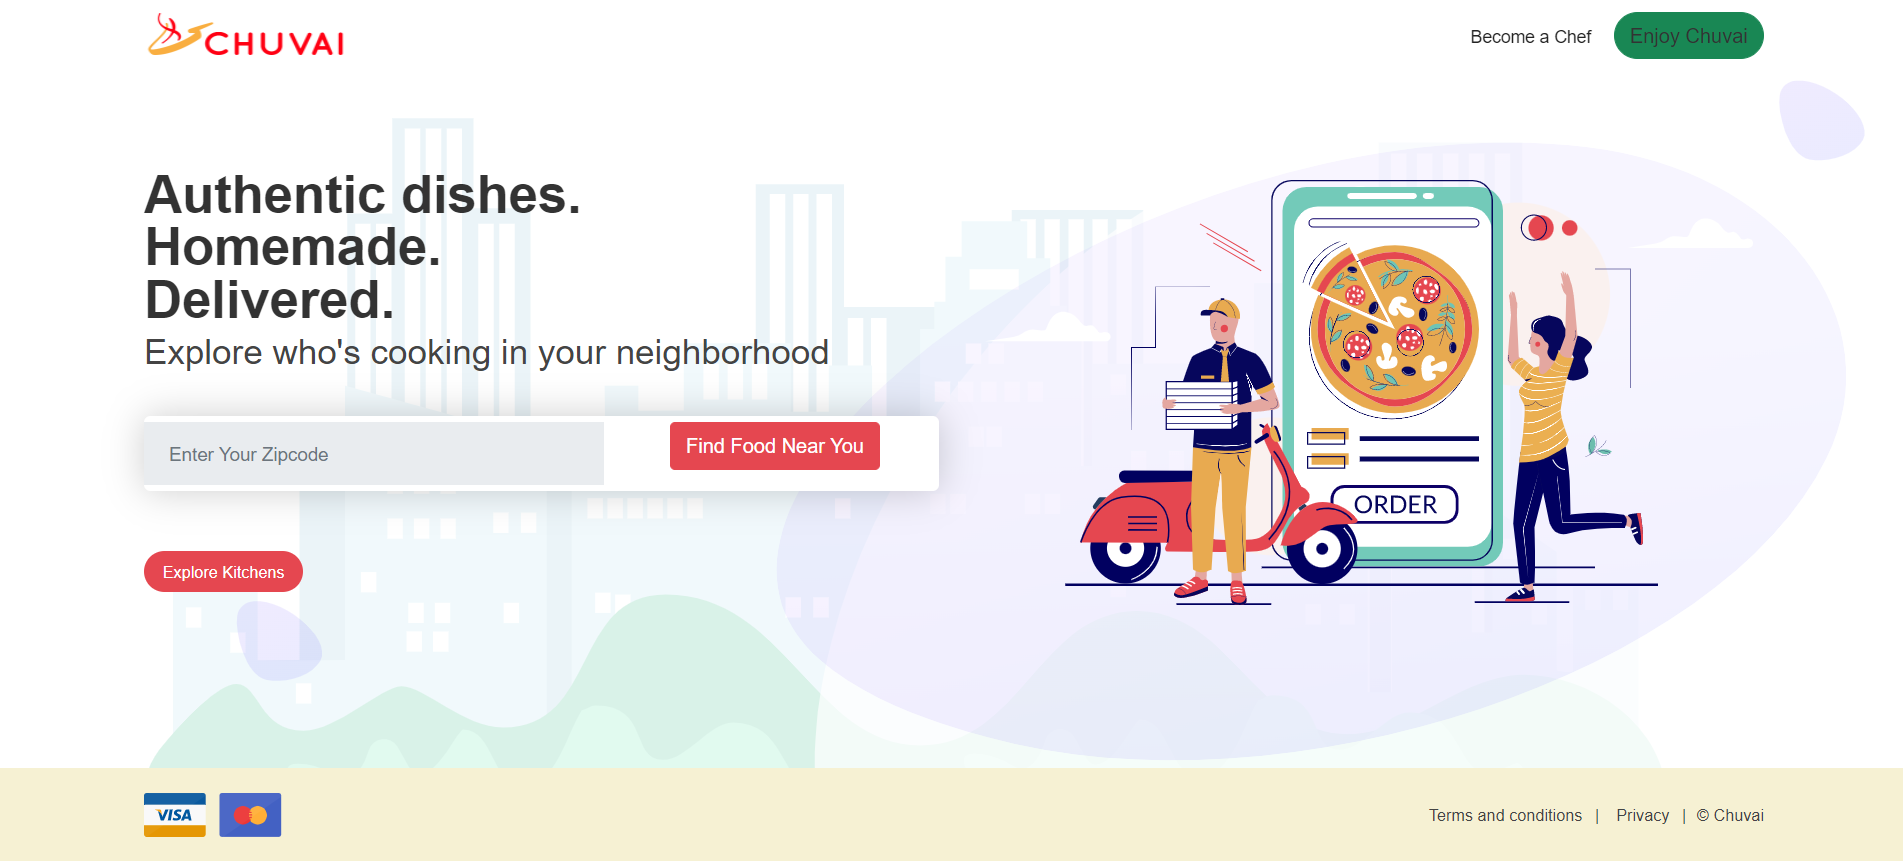 CHUVAI
Become a Chef
Enjoy Chuvai
Authentic dishes.
Homemade.
Delivered.
Explore who's cooking in your neighborhood
Enter Your Zipcode
Find Food Near You
ORDER
Explore Kitchens
VISA
Terms and conditions | Privacy | © Chuvai